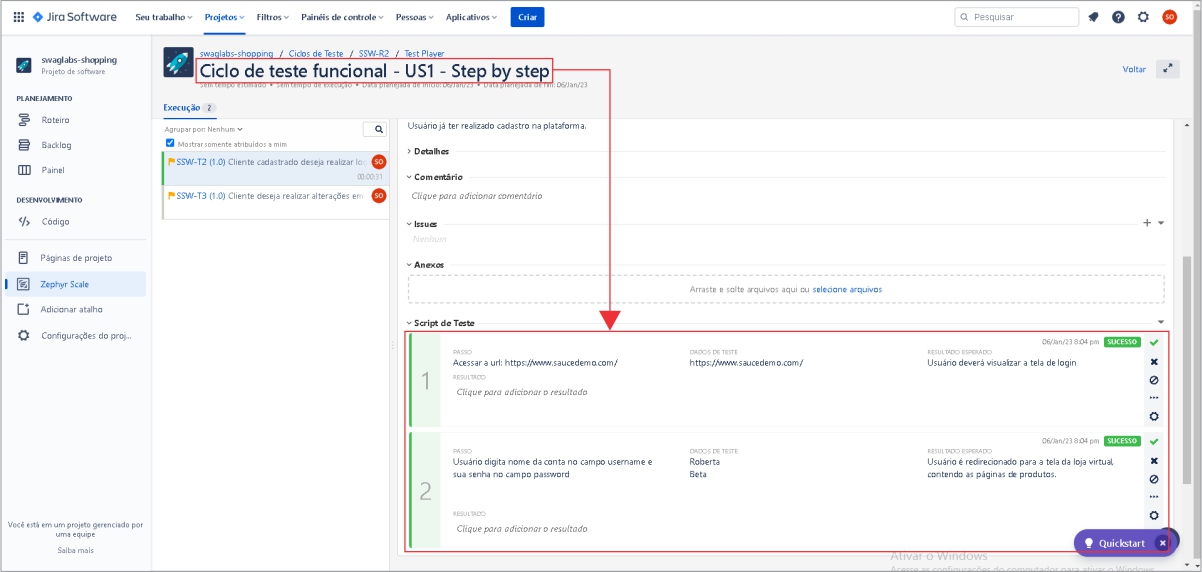 Jira Software
Seu trabalho
Projetos
Filtros
Painéis de controle
Pessoas
Aplicativos
Criar
Pesquisar
SO
swaglabs-shopping
Projeto de software
PLANEJAMENTO
Roteiro
Backlog
Painel
DESENVOLVIMENTO
Código
Páginas de projeto
Zephyr Scale
Adicionar atalho
Configurações do proj...
Você está em um projeto gerenciado por
uma equipe
Saiba mais
swaglabs-shopping / Ciclos de Teste / SSW-R2 / Test Player
Ciclo de teste funcional - US1 - Step by step
Sem tempo estimado • Sem tempo de execução • Data planejada de início: 06/Jan/23 • Data planejada de fim: 06/Jan/23
Voltar
Execução 2
Agrupar por: Nenhum
Mostrar somente atribuídos a mim
SSW-T2 (1.0) Cliente cadastrado deseja realizar lo
SO
00:00:31
SSW-T3 (1.0) Cliente deseja realizar alterações em
SO
Usuário já ter realizado cadastro na plataforma.
Detalhes
Comentário
Clique para adicionar comentário
Issues
Nenhum
Anexos
Arraste e solte arquivos aqui ou selecione arquivos
Script de Teste
06/Jan/23 8:04 pm SUCESSO
1
PASSO
Acessar a url: https://www.saucedemo.com/
DADOS DE TESTE
https://www.saucedemo.com/
RESULTADO ESPERADO
Usuário deverá visualizar a tela de login
RESULTADO
Clique para adicionar o resultado
06/Jan/23 8:04 pm SUCESSO
2
PASSO
Usuário digita nome da conta no campo username e
sua senha no campo password
DADOS DE TESTE
Roberta
Beta
RESULTADO ESPERADO
Usuário é redirecionado para a tela da loja virtual,
contendo as páginas de produtos.
RESULTADO
Clique para adicionar o resultado
Quickstart
Ativar o Windows
Acesse as configurações do computador para ativar o Windows.